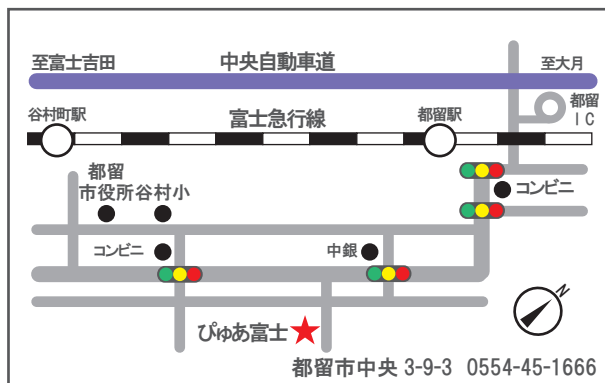 中央自動車道
至富士吉田
至大月
都留
IC
谷村町駅
富士急行線
都留駅
都留
市役所
谷村小
コンビニ
コンビニ
中銀
N
ぴゅあ富士
都留市中央 3-9-3 0554-45-1666